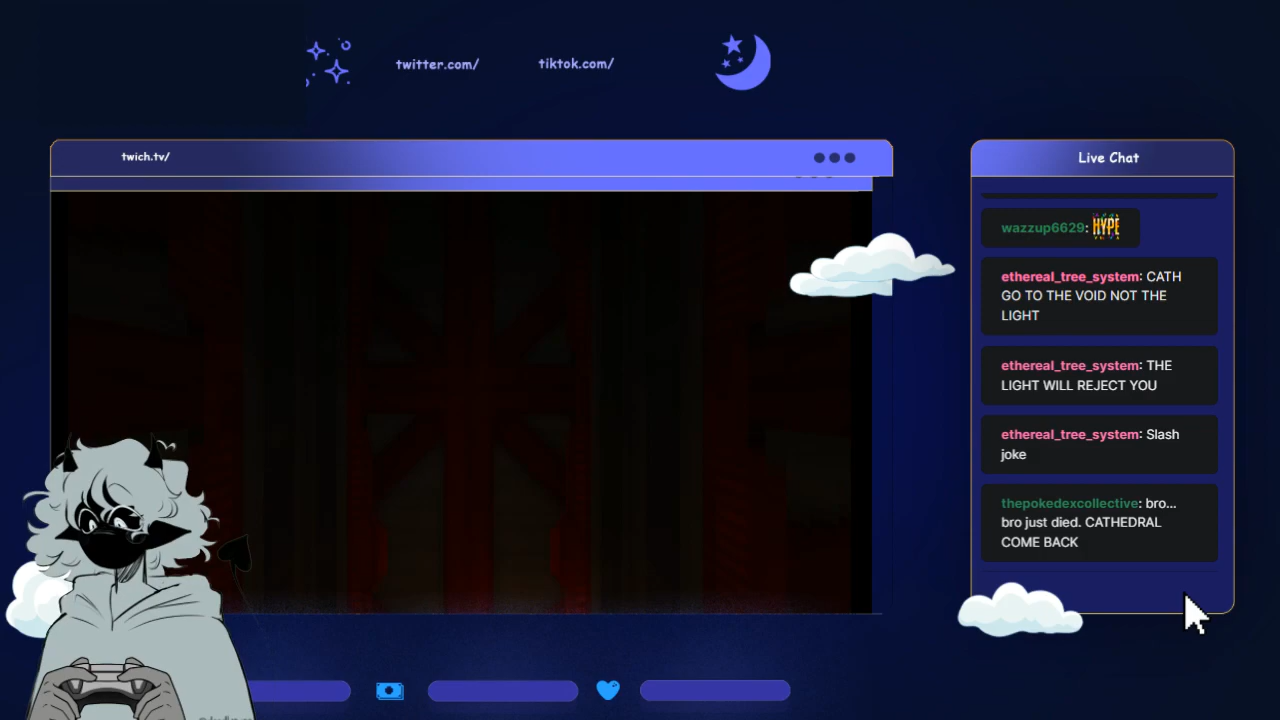 twitter.com/
tiktok.com/
twich.tv/
Live Chat
wazzup6629: HYPE
ethereal_tree_system: CATH
GO TO THE VOID NOT THE
LIGHT
ethereal_tree_system: THE
LIGHT WILL REJECT YOU
ethereal_tree_system: Slash
joke
thepokedexcollective: bro...
bro just died. CATHEDRAL
COME BACK